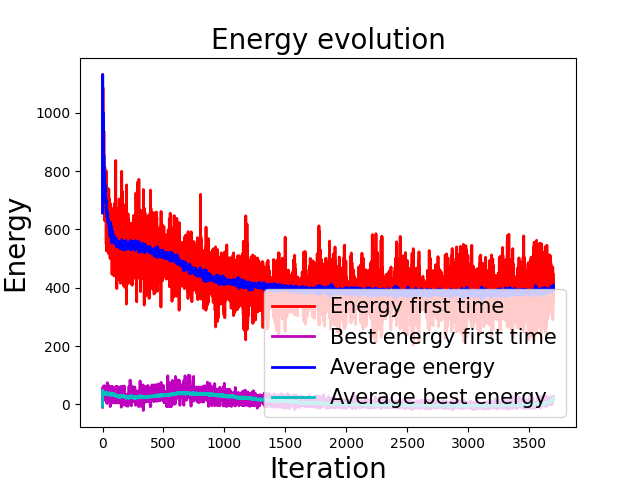 Energy evolution
Energy
1000
800
600
400
200
0
Energy first time
Best energy first time
Average energy
Average best energy
0 500 1000 1500 2000 2500 3000 3500
Iteration